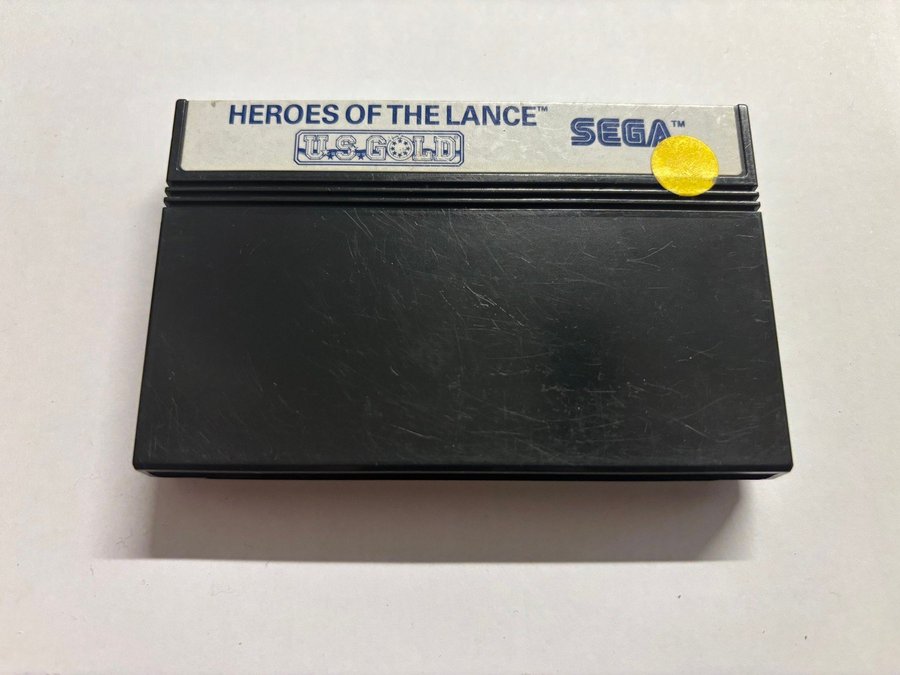 HEROES OF THE LANCE™
U.S. GOLD
SEGA™